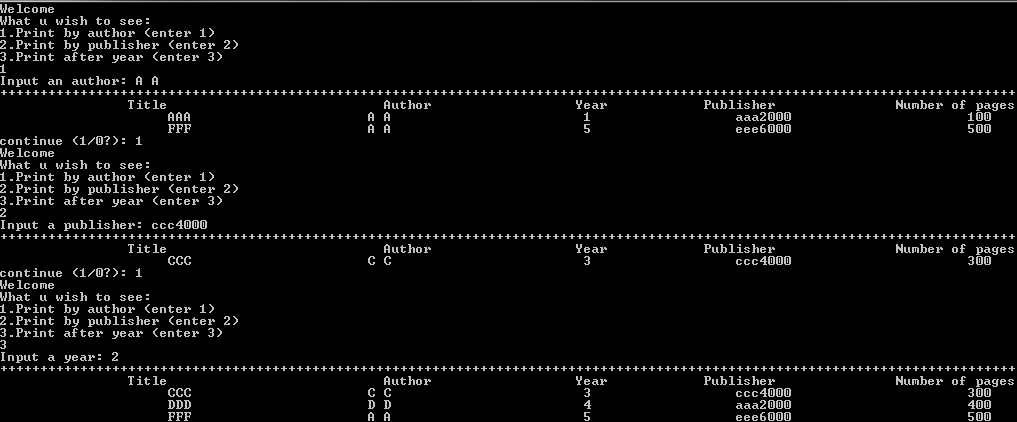 Welcome
What u wish to see:
1.Print by author (enter 1)
2.Print by publisher (enter 2)
3.Print after year (enter 3)
1
Input an author: A A
+++++++++++++++++++++++++++++++++++++++++++++++++++++++++++++++++++++++++++++++++++++++++++++++++++++++++++++++++++++++++++++++
Title Author Year Publisher Number of pages
AAA A A 1 aaa2000 100
FFF A A 5 eee6000 500
continue (1/0?): 1
Welcome
What u wish to see:
1.Print by author (enter 1)
2.Print by publisher (enter 2)
3.Print after year (enter 3)
2
Input a publisher: ccc4000
+++++++++++++++++++++++++++++++++++++++++++++++++++++++++++++++++++++++++++++++++++++++++++++++++++++++++++++++++++++++++++++++
Title Author Year Publisher Number of pages
CCC C C 3 ccc4000 300
continue (1/0?): 1
Welcome
What u wish to see:
1.Print by author (enter 1)
2.Print by publisher (enter 2)
3.Print after year (enter 3)
3
Input a year: 2
+++++++++++++++++++++++++++++++++++++++++++++++++++++++++++++++++++++++++++++++++++++++++++++++++++++++++++++++++++++++++++++++
Title Author Year Publisher Number of pages
CCC C C 3 ccc4000 300
DDD D D 4 aaa2000 400
FFF A A 5 eee6000 500